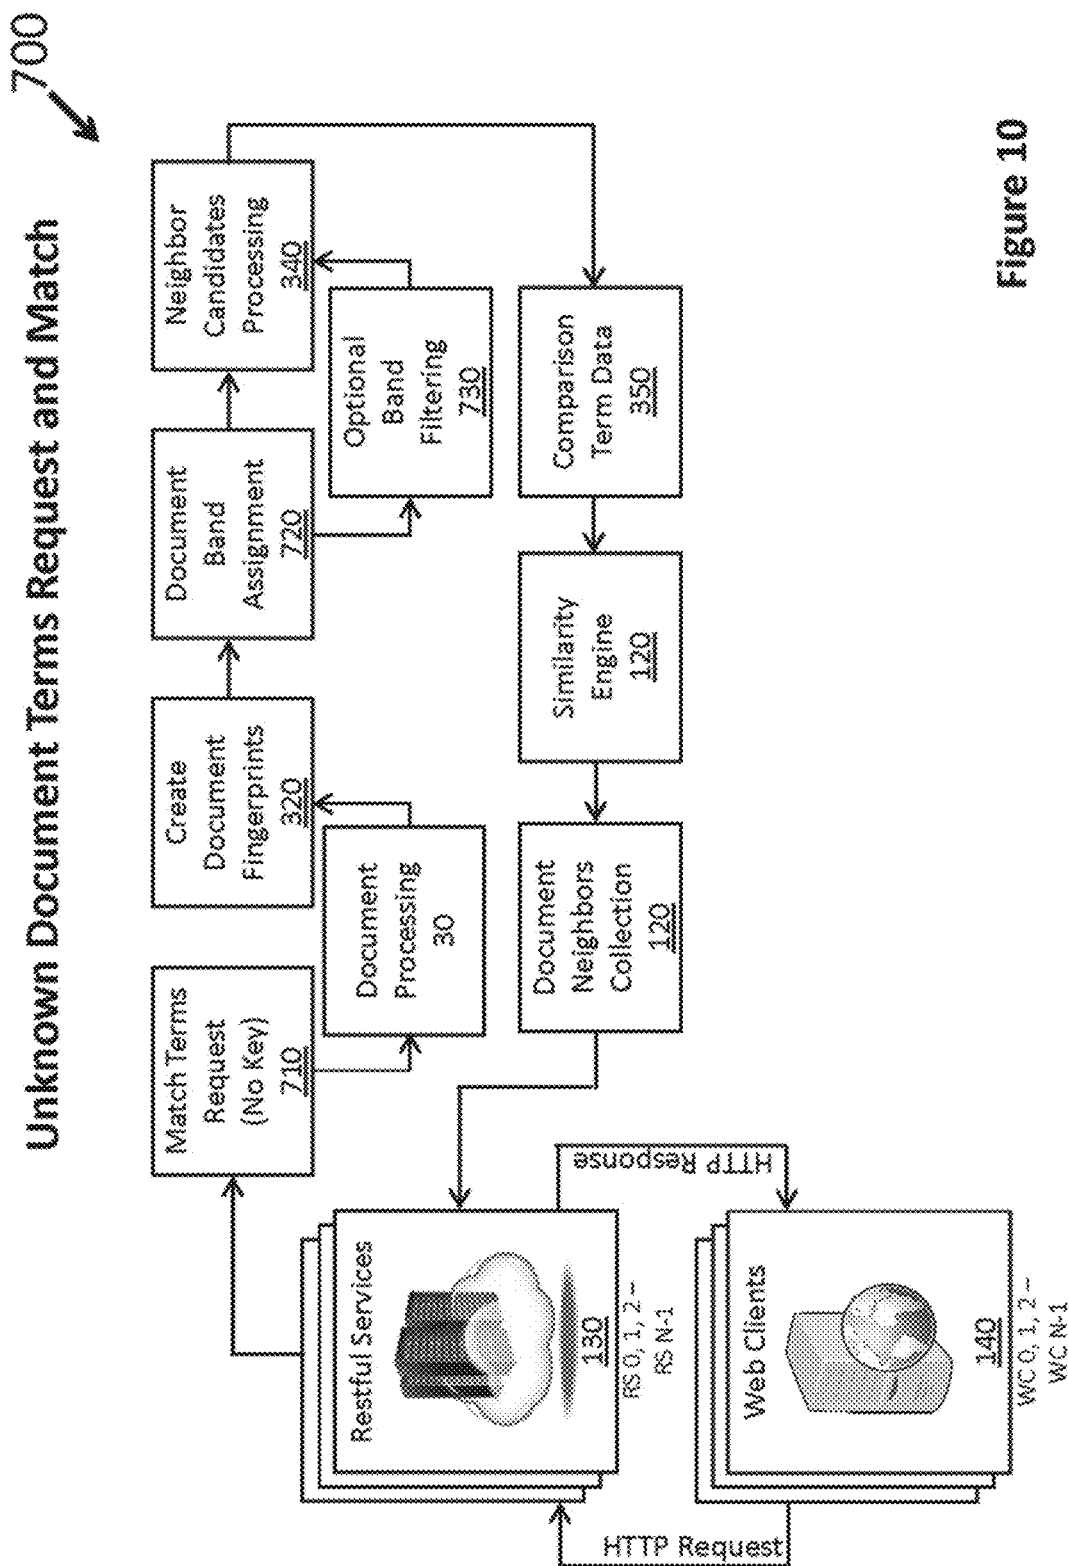 Unknown Document Terms Request and Match
700
Match Terms
Request
(No Key)
710
Document
Processing
30
Create
Document
Fingerprints
320
Document
Band
Assignment
720
Optional
Band
Filtering
730
Neighbor
Candidates
Processing
340
Comparison
Term Data
350
Similarity
Engine
120
Document
Neighbors
Collection
120
Restful Services
130
RS 0, 1, 2 –
RS N-1
HTTP Response
HTTP Request
Web Clients
140
WC 0, 1, 2 –
WC N-1
Figure 10